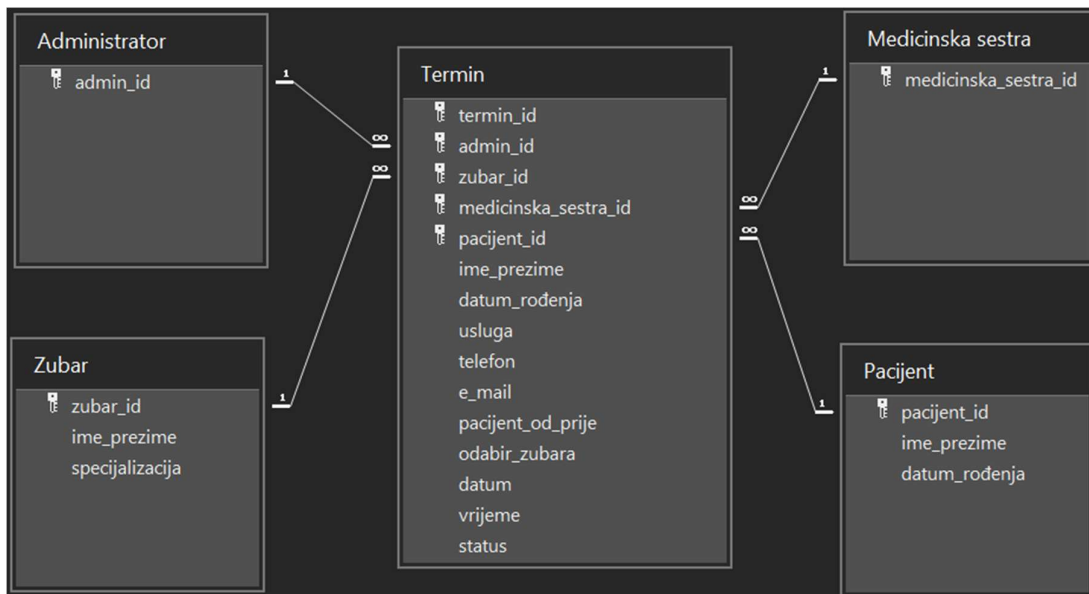 Administrator
admin_id
Termin
termin_id
admin_id
zubar_id
medicinska_sestra_id
pacijent_id
ime_prezime
datum_rođenja
usluga
telefon
e_mail
pacijent_od_prije
odabir_zubara
datum
vrijeme
status
Medicinska sestra
medicinska_sestra_id
Zubar
zubar_id
ime_prezime
specijalizacija
Pacijent
pacijent_id
ime_prezime
datum_rođenja
1
∞
∞
1
1
∞
∞
1